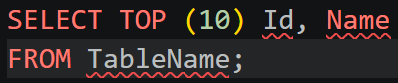 SELECT TOP (10) Id, Name
FROM TableName;